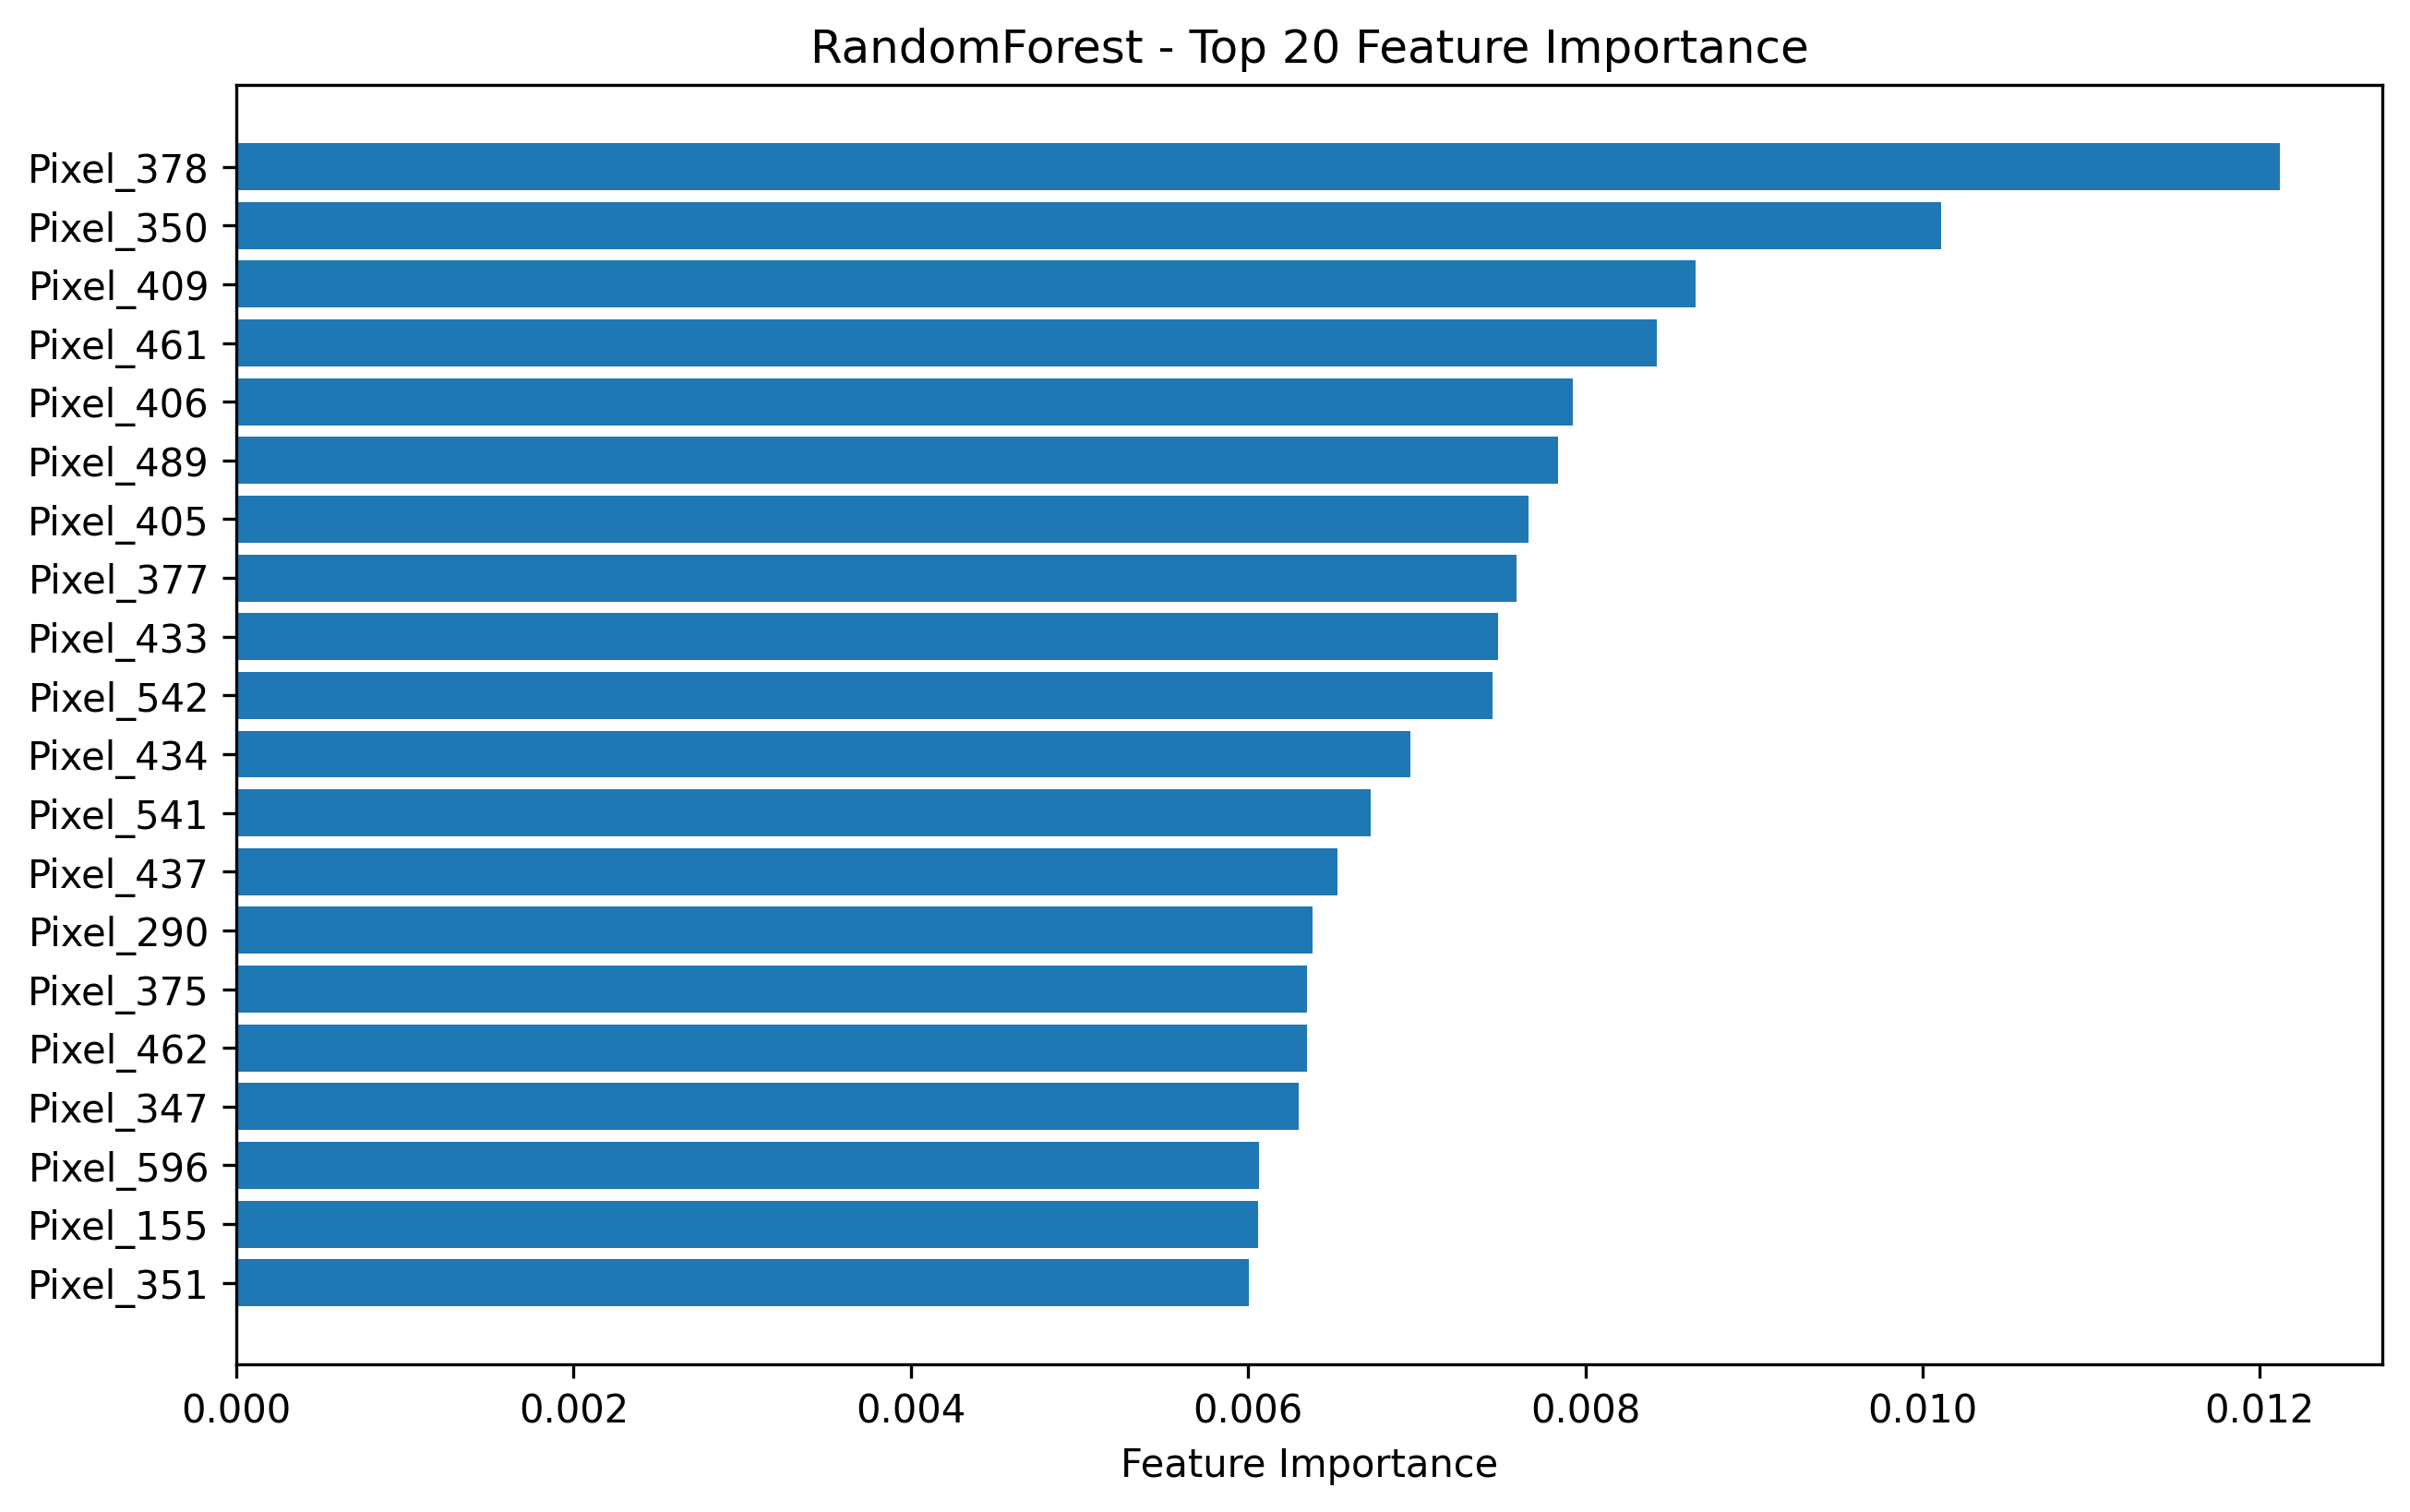 RandomForest - Top 20 Feature Importance
Pixel_378
Pixel_350
Pixel_409
Pixel_461
Pixel_406
Pixel_489
Pixel_405
Pixel_377
Pixel_433
Pixel_542
Pixel_434
Pixel_541
Pixel_437
Pixel_290
Pixel_375
Pixel_462
Pixel_347
Pixel_596
Pixel_155
Pixel_351
0.000 0.002 0.004 0.006 0.008 0.010 0.012
Feature Importance